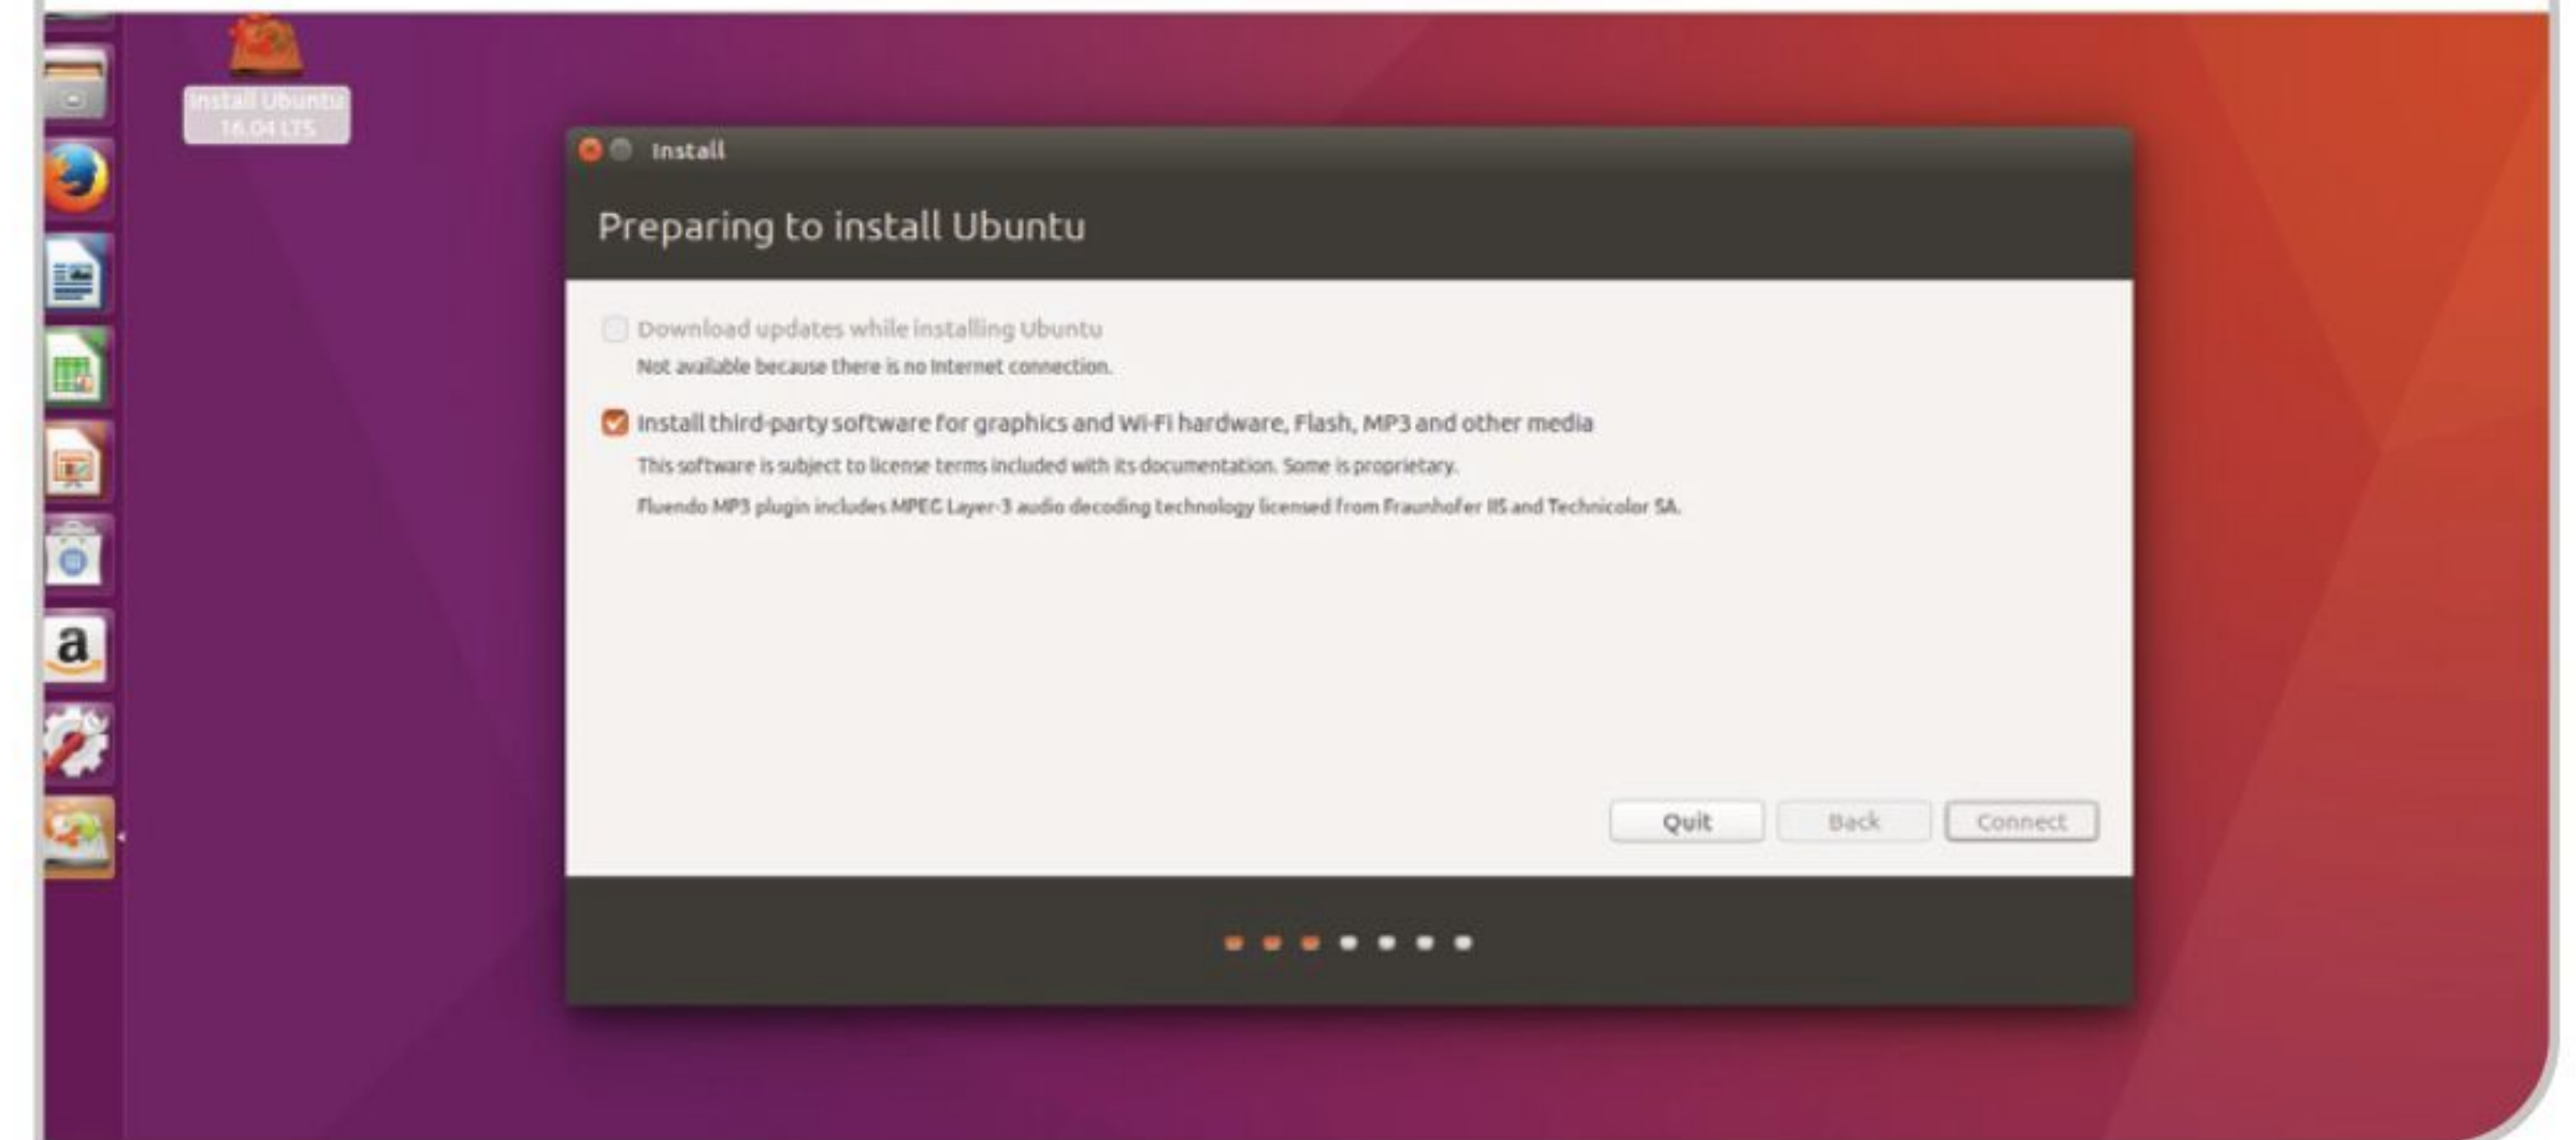 Install Ubuntu
16.04 LTS
Install
Preparing to install Ubuntu
Download updates while installing Ubuntu
Not available because there is no Internet connection.
Install third-party software for graphics and Wi-Fi hardware, Flash, MP3 and other media
This software is subject to license terms included with its documentation. Some is proprietary.
Fluendo MP3 plugin includes MPEG Layer-3 audio decoding technology licensed from Fraunhofer IIS and Technicolor SA.
a
Quit Back Connect